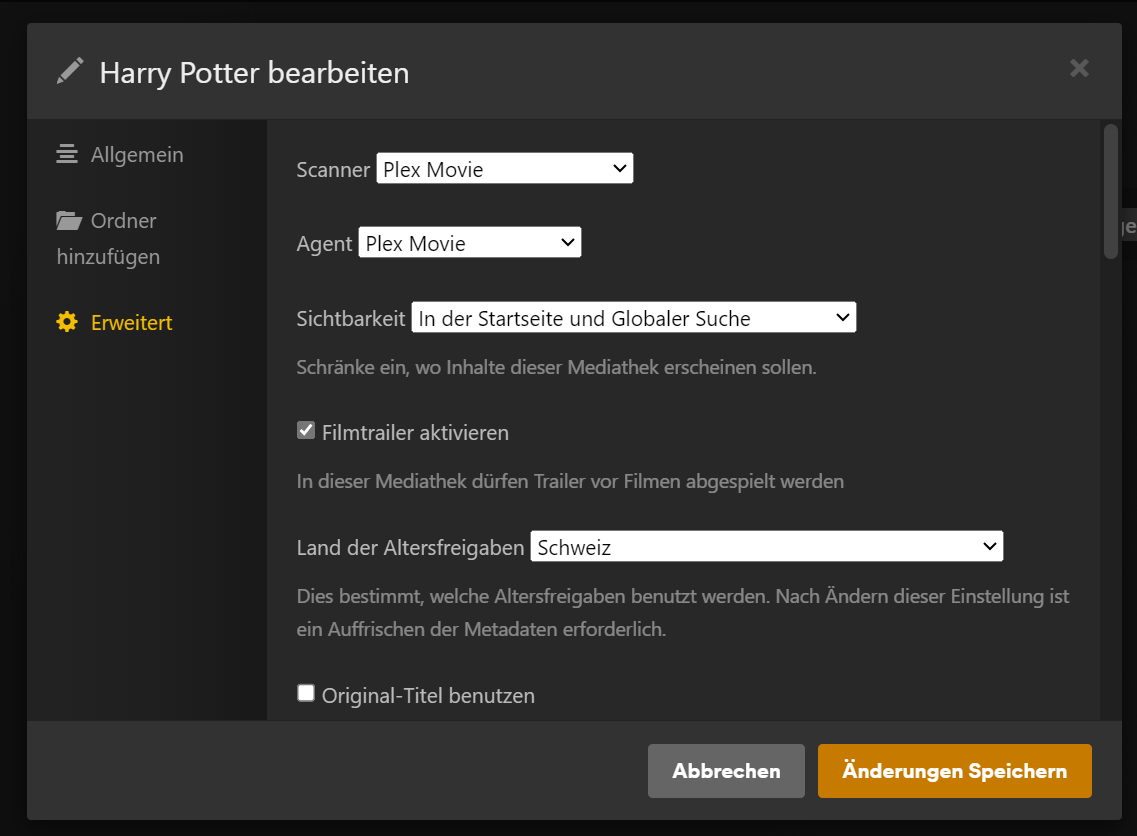 Harry Potter bearbeiten
Allgemein
Ordner
hinzufügen
Erweitert
Scanner Plex Movie
Agent Plex Movie
Sichtbarkeit In der Startseite und Globaler Suche
Schränke ein, wo Inhalte dieser Mediathek erscheinen sollen.
Filmtrailer aktivieren
In dieser Mediathek dürfen Trailer vor Filmen abgespielt werden
Land der Altersfreigaben Schweiz
Dies bestimmt, welche Altersfreigaben benutzt werden. Nach Ändern dieser Einstellung ist
ein Auffrischen der Metadaten erforderlich.
Original-Titel benutzen
Abbrechen
Änderungen Speichern